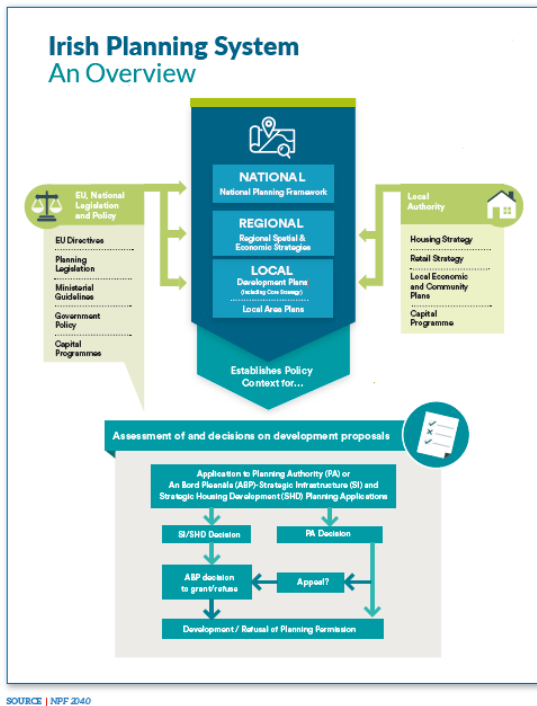 Irish Planning System
An Overview
NATIONAL
National Planning Framework
REGIONAL
Regional Spatial &
Economic Strategies
LOCAL
Development Plans
(Including Core Strategy)
Local Area Plans
EU, National
Legislation
and Policy
EU Directives
Planning
Legislation
Ministerial
Guidelines
Government
Policy
Capital
Programmes
Local
Authority
Housing Strategy
Retail Strategy
Local Economic
and Community
Plans
Capital
Programme
Establishes Policy
Context for...
Assessment of and decisions on development proposals
Application to Planning Authority (PA) or
An Bord Pleanála (ABP)-Strategic Infrastructure (SI) and
Strategic Housing Development (SHD) Planning Applications
SI/SHD Decision
PA Decision
ABP decision
to grant/refuse
Appeal?
Development / Refusal of Planning Permission
SOURCE | NPF 2040